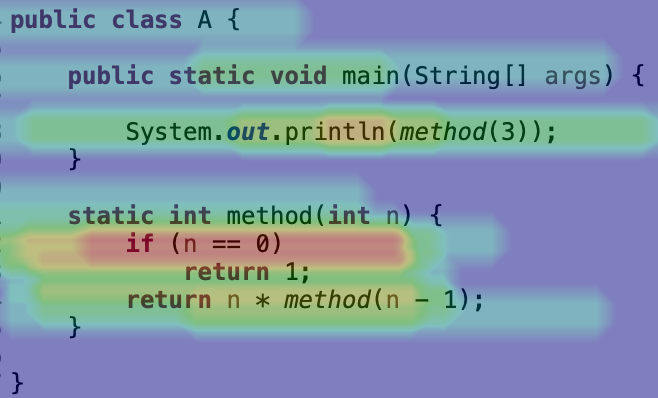 public class A {
public static void main(String[] args) {
System.out.println(method(3));
}
static int method(int n) {
if (n == 0)
return 1;
return n * method(n - 1);
}
}